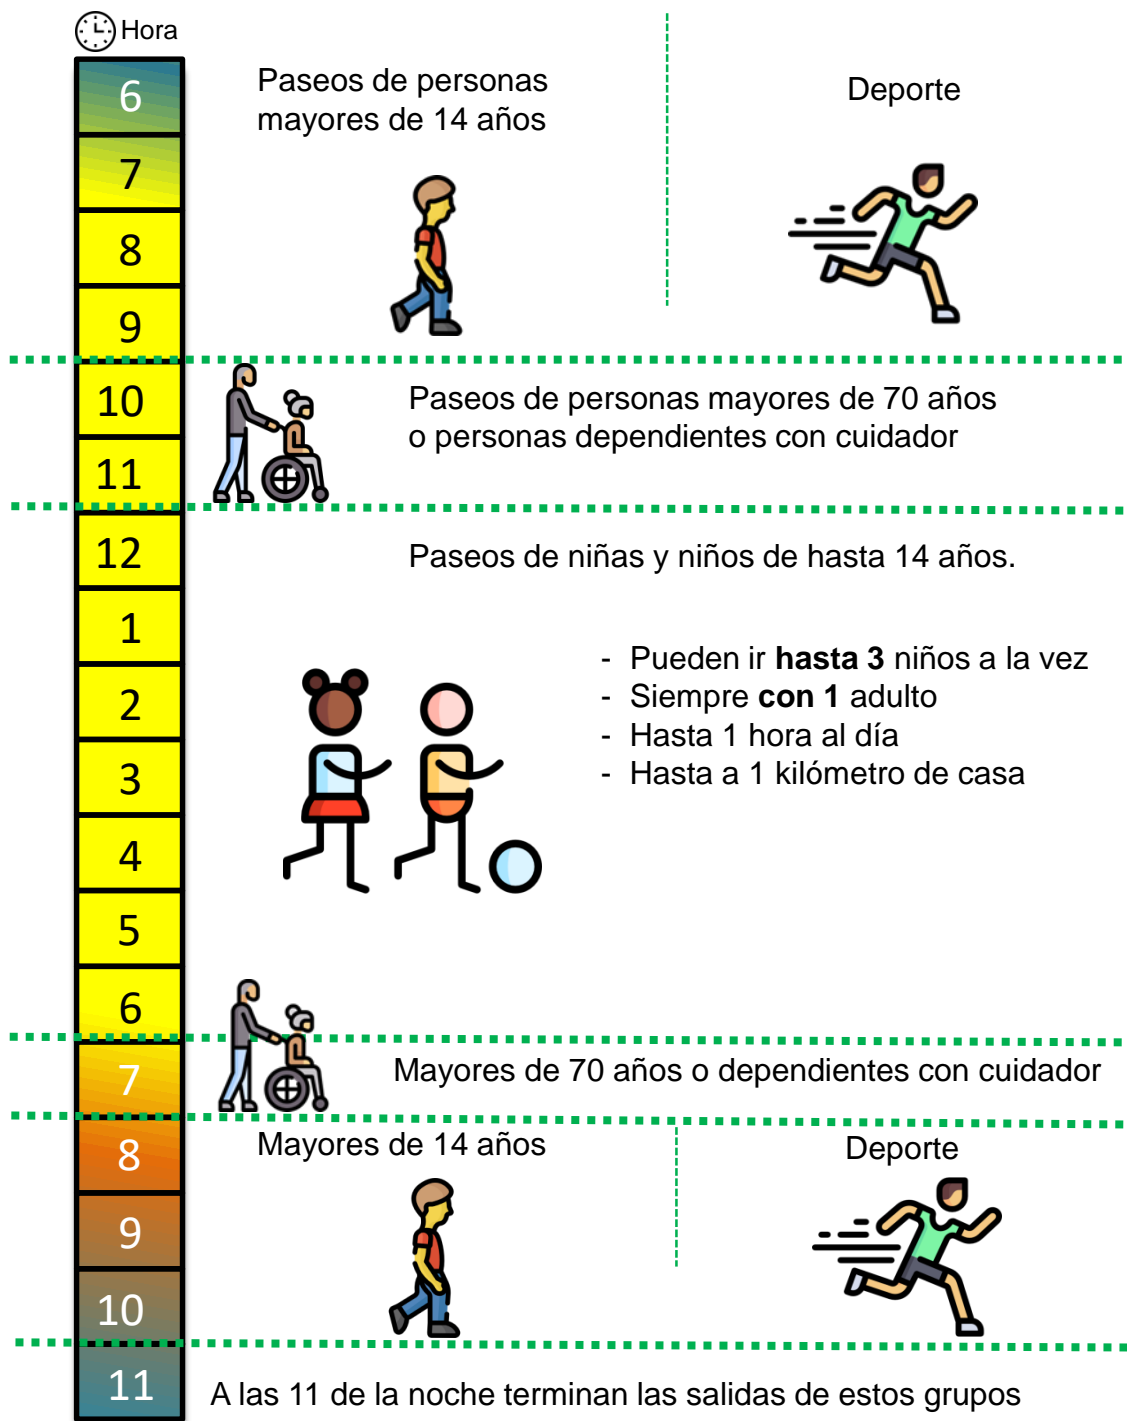 Hora
6
Paseos de personas
mayores de 14 años
Deporte
7
8
9
10
Paseos de personas mayores de 70 años
o personas dependientes con cuidador
11
12
Paseos de niñas y niños de hasta 14 años.
1
- Pueden ir hasta 3 niños a la vez
- Siempre con 1 adulto
- Hasta 1 hora al día
- Hasta a 1 kilómetro de casa
2
3
4
5
6
7
Mayores de 70 años o dependientes con cuidador
8
Mayores de 14 años
Deporte
9
10
11
A las 11 de la noche terminan las salidas de estos grupos